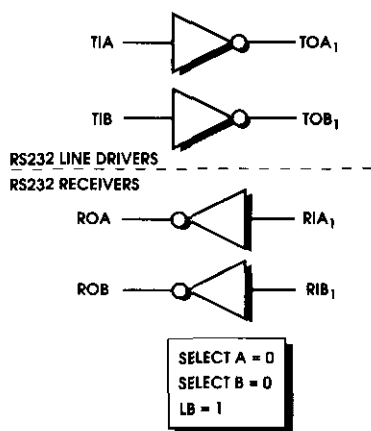 TIA TOA1
TIB TOB1
RS232 LINE DRIVERS
RS232 RECEIVERS
ROA RIA1
ROB RIB1
SELECT A = 0
SELECT B = 0
LB = 1